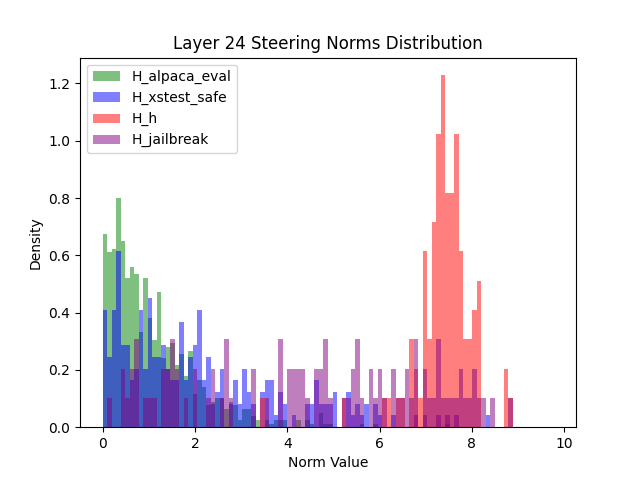 Layer 24 Steering Norms Distribution
H_alpaca_eval
H_xstest_safe
H_h
H_jailbreak
Density
1.2
1.0
0.8
0.6
0.4
0.2
0.0
0 2 4 6 8 10
Norm Value